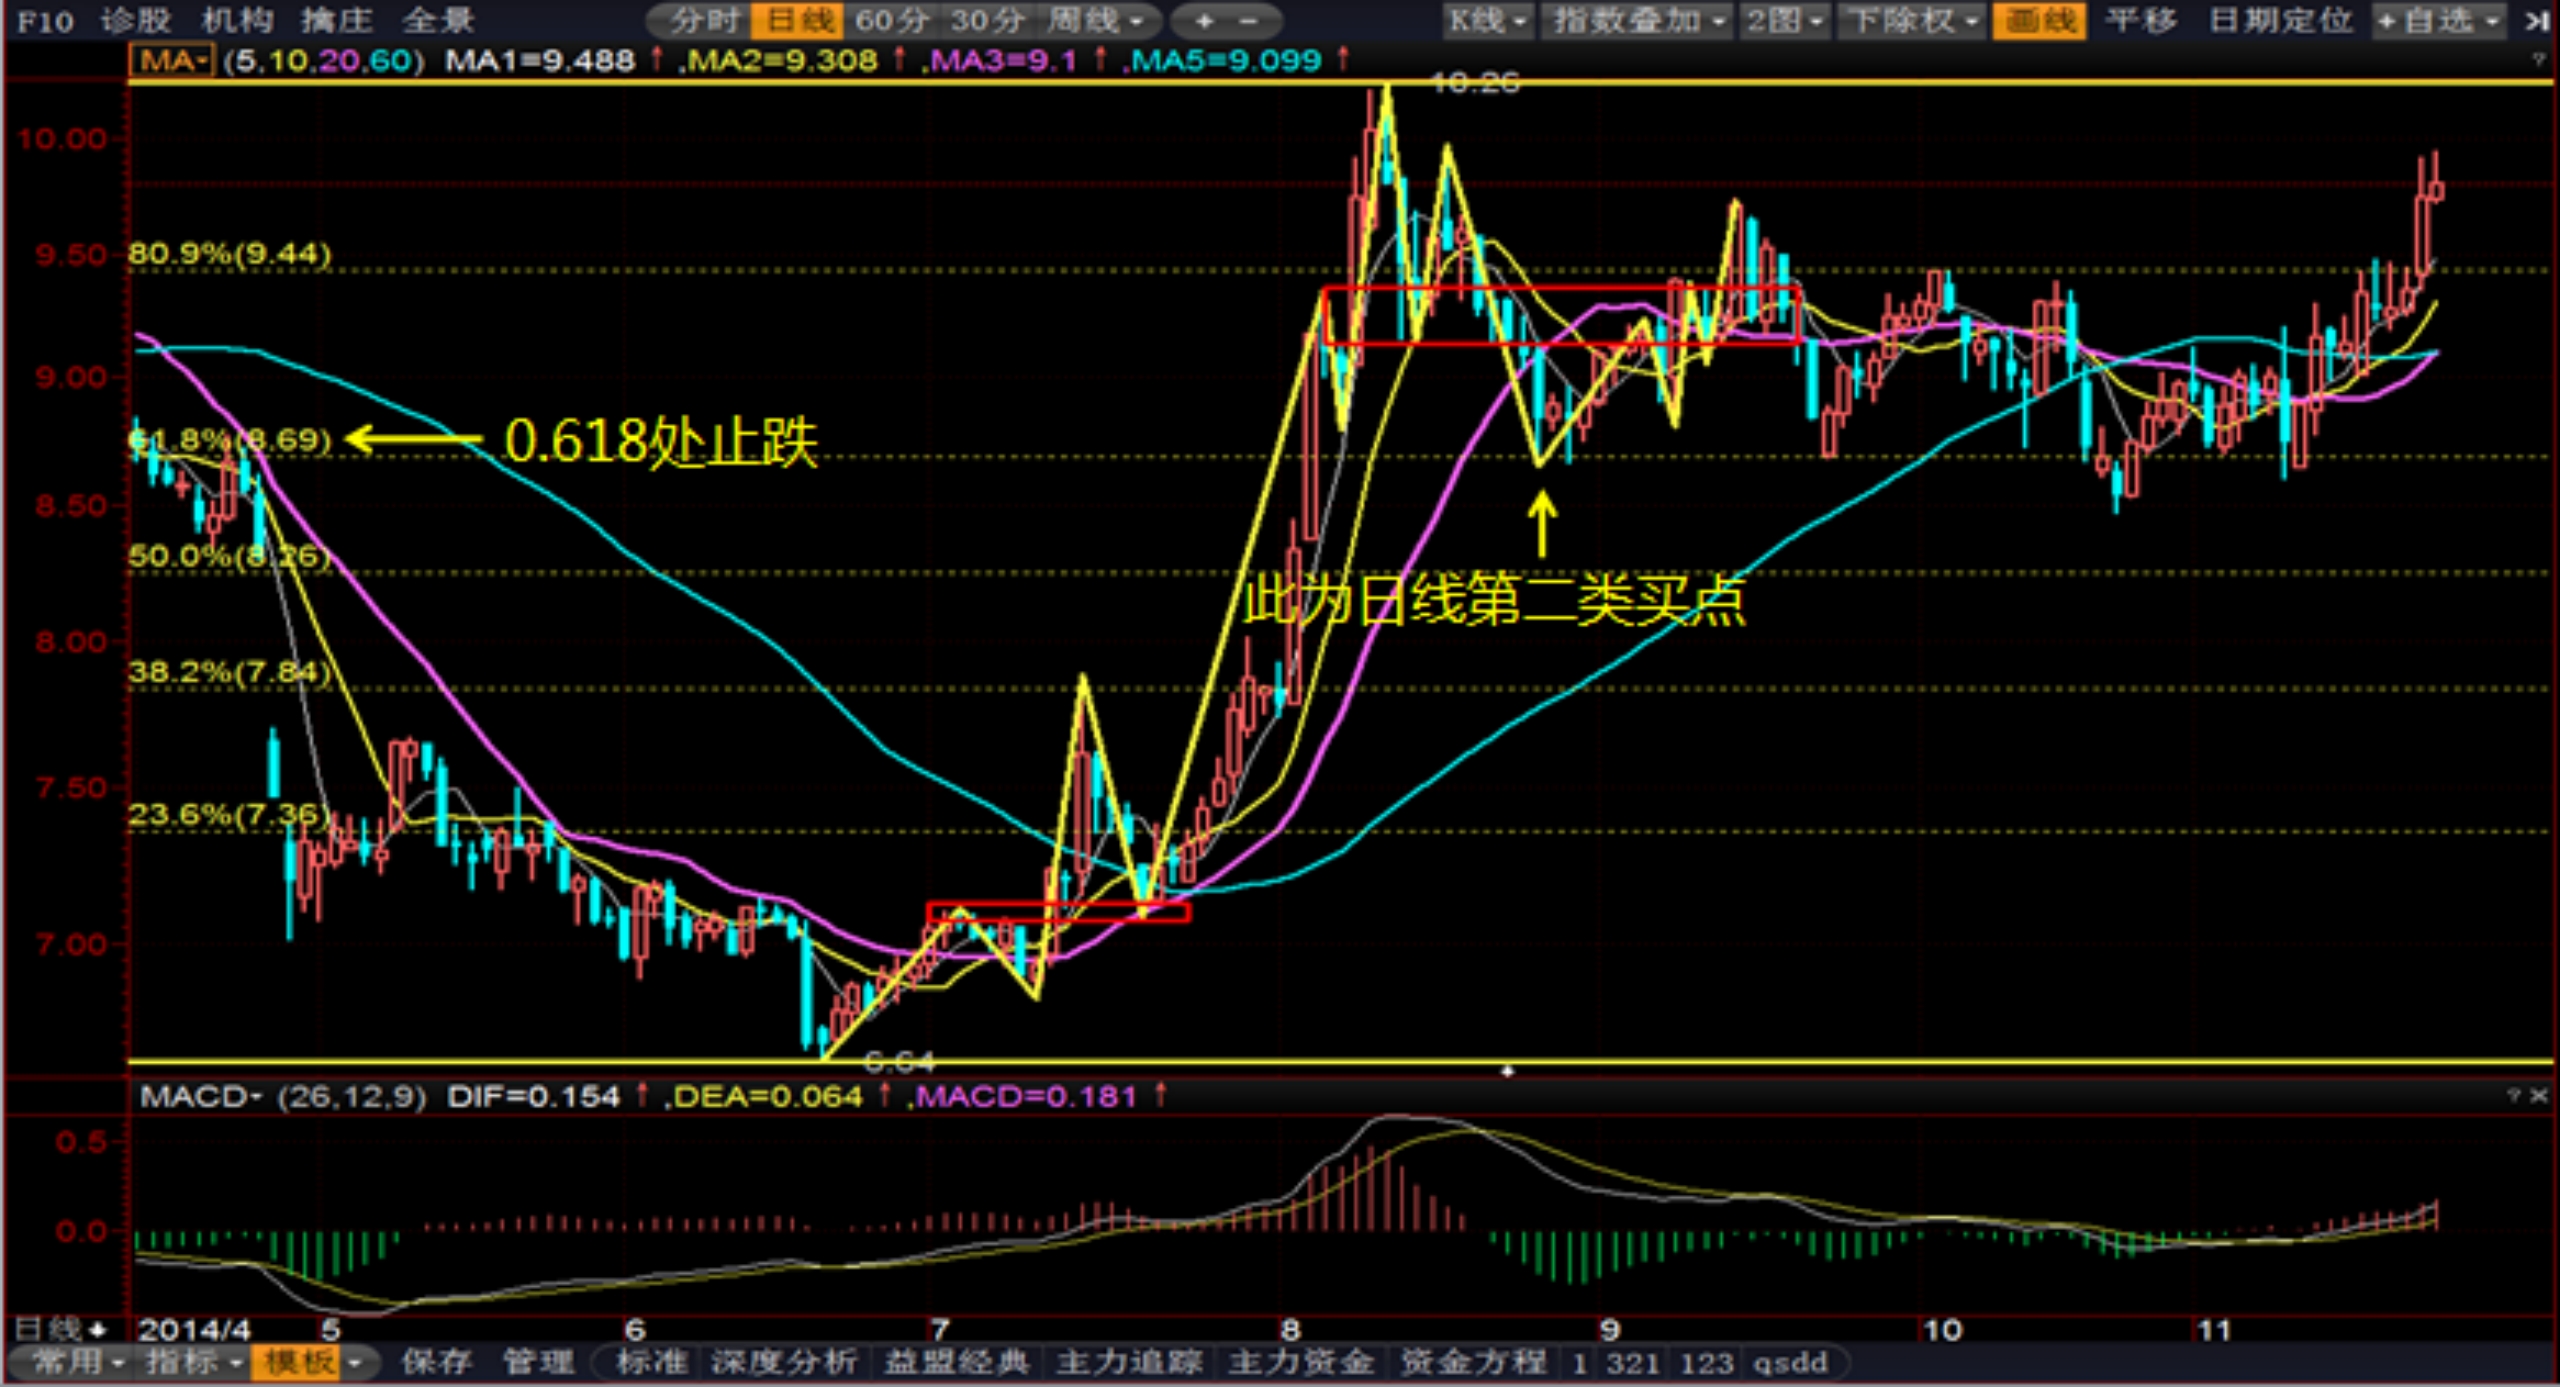 F10 诊股 机构 擒庄 全景 分时 日线 60分 30分 周线 + - K线 指数叠加 2图 下除权 画线 平移 日期定位 +自选
MA (5,10,20,60) MA1=9.488 ↑ ,MA2=9.308 ↑ ,MA3=9.1 ↑ ,MA5=9.099 ↑ ?
10.26
10.00
9.50
80.9%(9.44)
9.00
61.8%(8.69)
0.618处止跌
8.50
50.0%(8.26)
此为日线第二类买点
8.00
38.2%(7.84)
7.50
23.6%(7.36)
7.00
6.64
MACD (26,12,9) DIF=0.154 ↑ ,DEA=0.064 ↑ ,MACD=0.181 ↑ ? ×
0.5
0.0
日线 2014/4 5 6 7 8 9 10 11
常用 指标 模板 保存 管理 标准 深度分析 益盟经典 主力追踪 主力资金 资金方程 1 321 123 qsdd